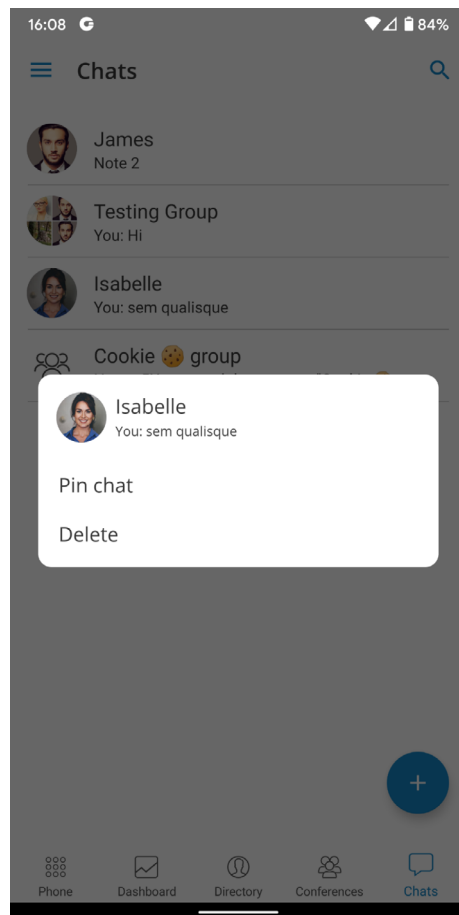 16:08 G 84%
Chats
James
Note 2
Testing Group
You: Hi
Isabelle
You: sem qualisque
Cookie 🍪 group
Isabelle
You: sem qualisque
Pin chat
Delete
+
Phone Dashboard Directory Conferences Chats